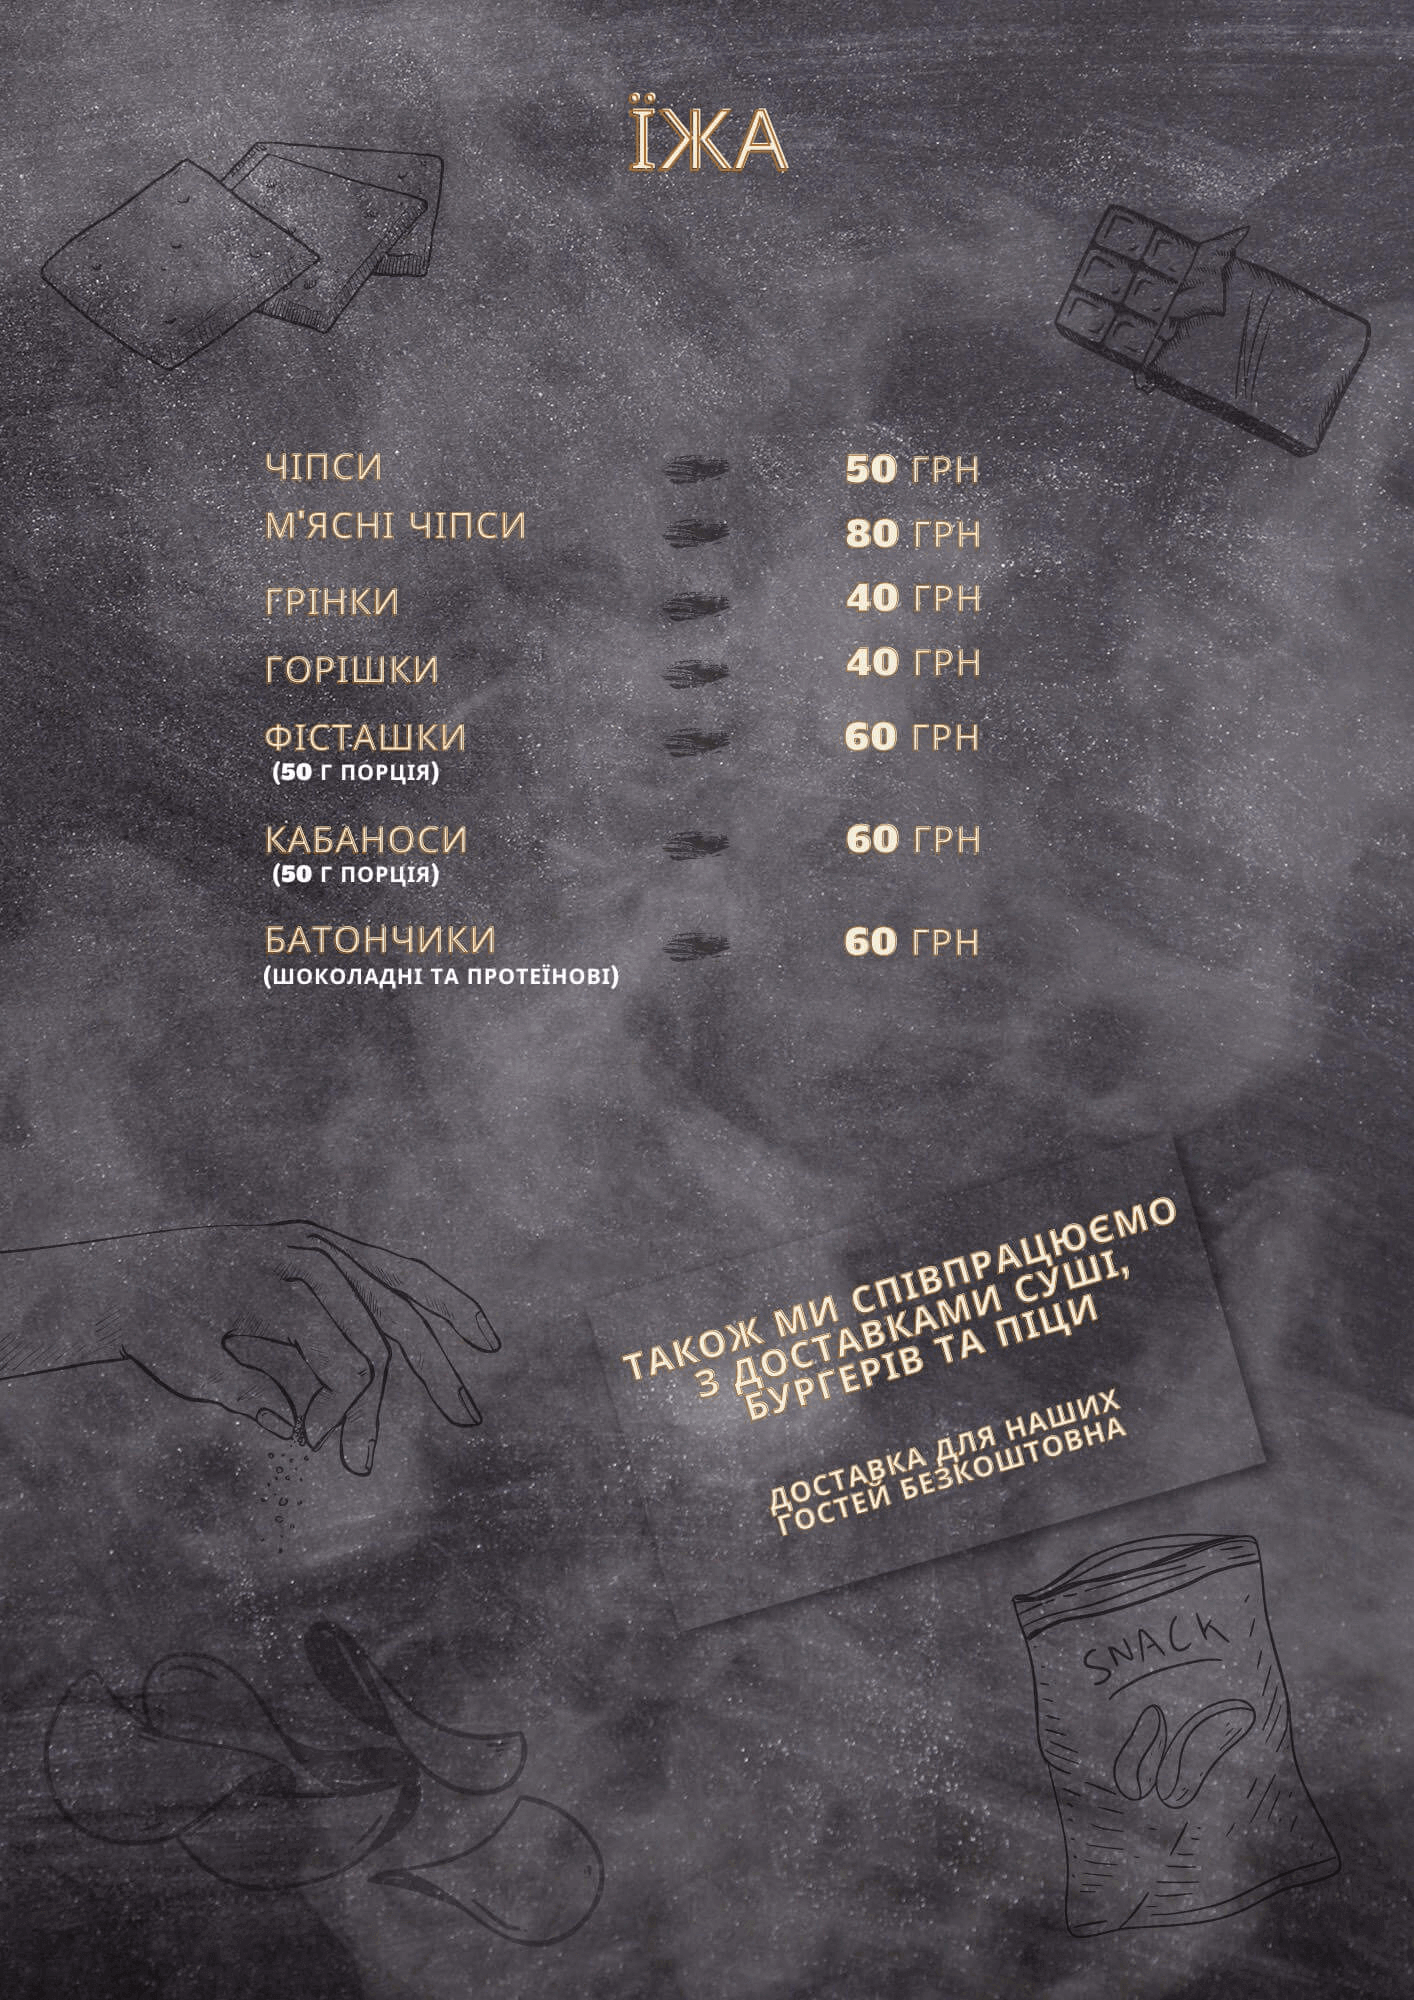 ЇЖА
ЧІПСИ 50 ГРН
М'ЯСНІ ЧІПСИ 80 ГРН
ГРІНКИ 40 ГРН
ГОРІШКИ 40 ГРН
ФІСТАШКИ 60 ГРН
(50 Г ПОРЦІЯ)
КАБАНОСИ 60 ГРН
(50 Г ПОРЦІЯ)
БАТОНЧИКИ 60 ГРН
(ШОКОЛАДНІ ТА ПРОТЕЇНОВІ)
ТАКОЖ МИ СПІВПРАЦЮЄМО
З ДОСТАВКАМИ СУШІ,
БУРГЕРІВ ТА ПІЦИ
ДОСТАВКА ДЛЯ НАШИХ
ГОСТЕЙ БЕЗКОШТОВНА
SNACK